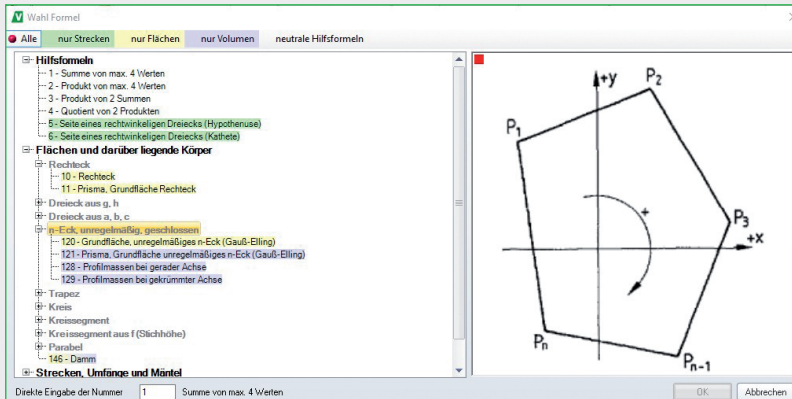 Wahl Formel
Alle nur Strecken nur Flächen nur Volumen neutrale Hilfsformeln
Hilfsformeln
1 - Summe von max. 4 Werten
2 - Produkt von max. 4 Werten
3 - Produkt von 2 Summen
4 - Quotient von 2 Produkten
5 - Seite eines rechtwinkeligen Dreiecks (Hypothenuse)
6 - Seite eines rechtwinkeligen Dreiecks (Kathete)
Flächen und darüber liegende Körper
Rechteck
10 - Rechteck
11 - Prisma, Grundfläche Rechteck
Dreieck aus g, h
Dreieck aus a, b, c
n-Eck, unregelmäßig, geschlossen
120 - Grundfläche, unregelmäßiges n-Eck (Gauß-Elling)
121 - Prisma, Grundfläche unregelmäßiges n-Eck (Gauß-Elling)
128 - Profilmassen bei gerader Achse
129 - Profilmassen bei gekrümmter Achse
Trapez
Kreis
Kreissegment
Kreissegment aus f (Stichhöhe)
Parabel
146 - Damm
Strecken, Umfänge und Mäntel
+y
P2
P1
+
P3
+x
Pn
Pn-1
Direkte Eingabe der Nummer 1 Summe von max. 4 Werten
OK Abbrechen